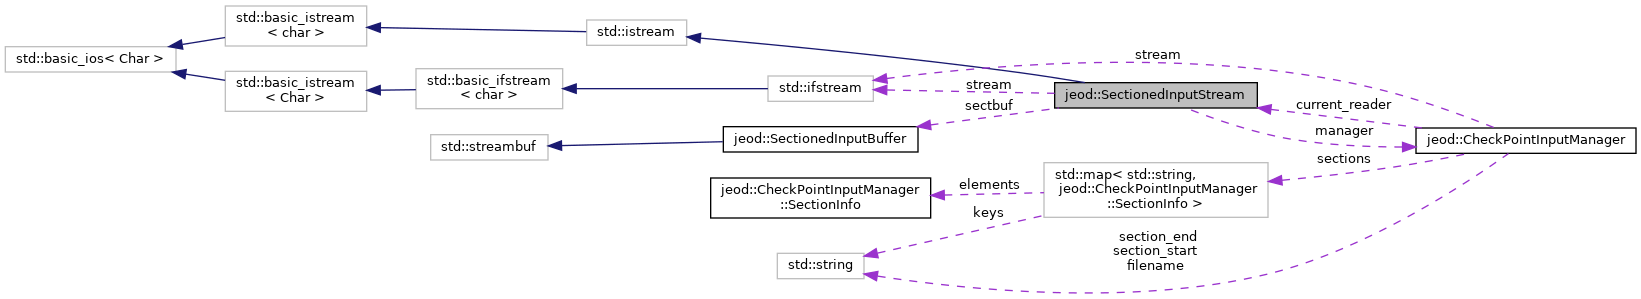 std::basic_istream
< char >
std::istream
std::basic_ios< Char >
stream
std::basic_istream
< Char >
std::basic_ifstream
< char >
std::ifstream
stream
jeod::SectionedInputStream
current_reader
sectbuf
manager
std::streambuf
jeod::SectionedInputBuffer
jeod::CheckPointInputManager
sections
jeod::CheckPointInputManager
::SectionInfo
elements
std::map< std::string,
jeod::CheckPointInputManager
::SectionInfo >
keys
std::string
section_end
section_start
filename